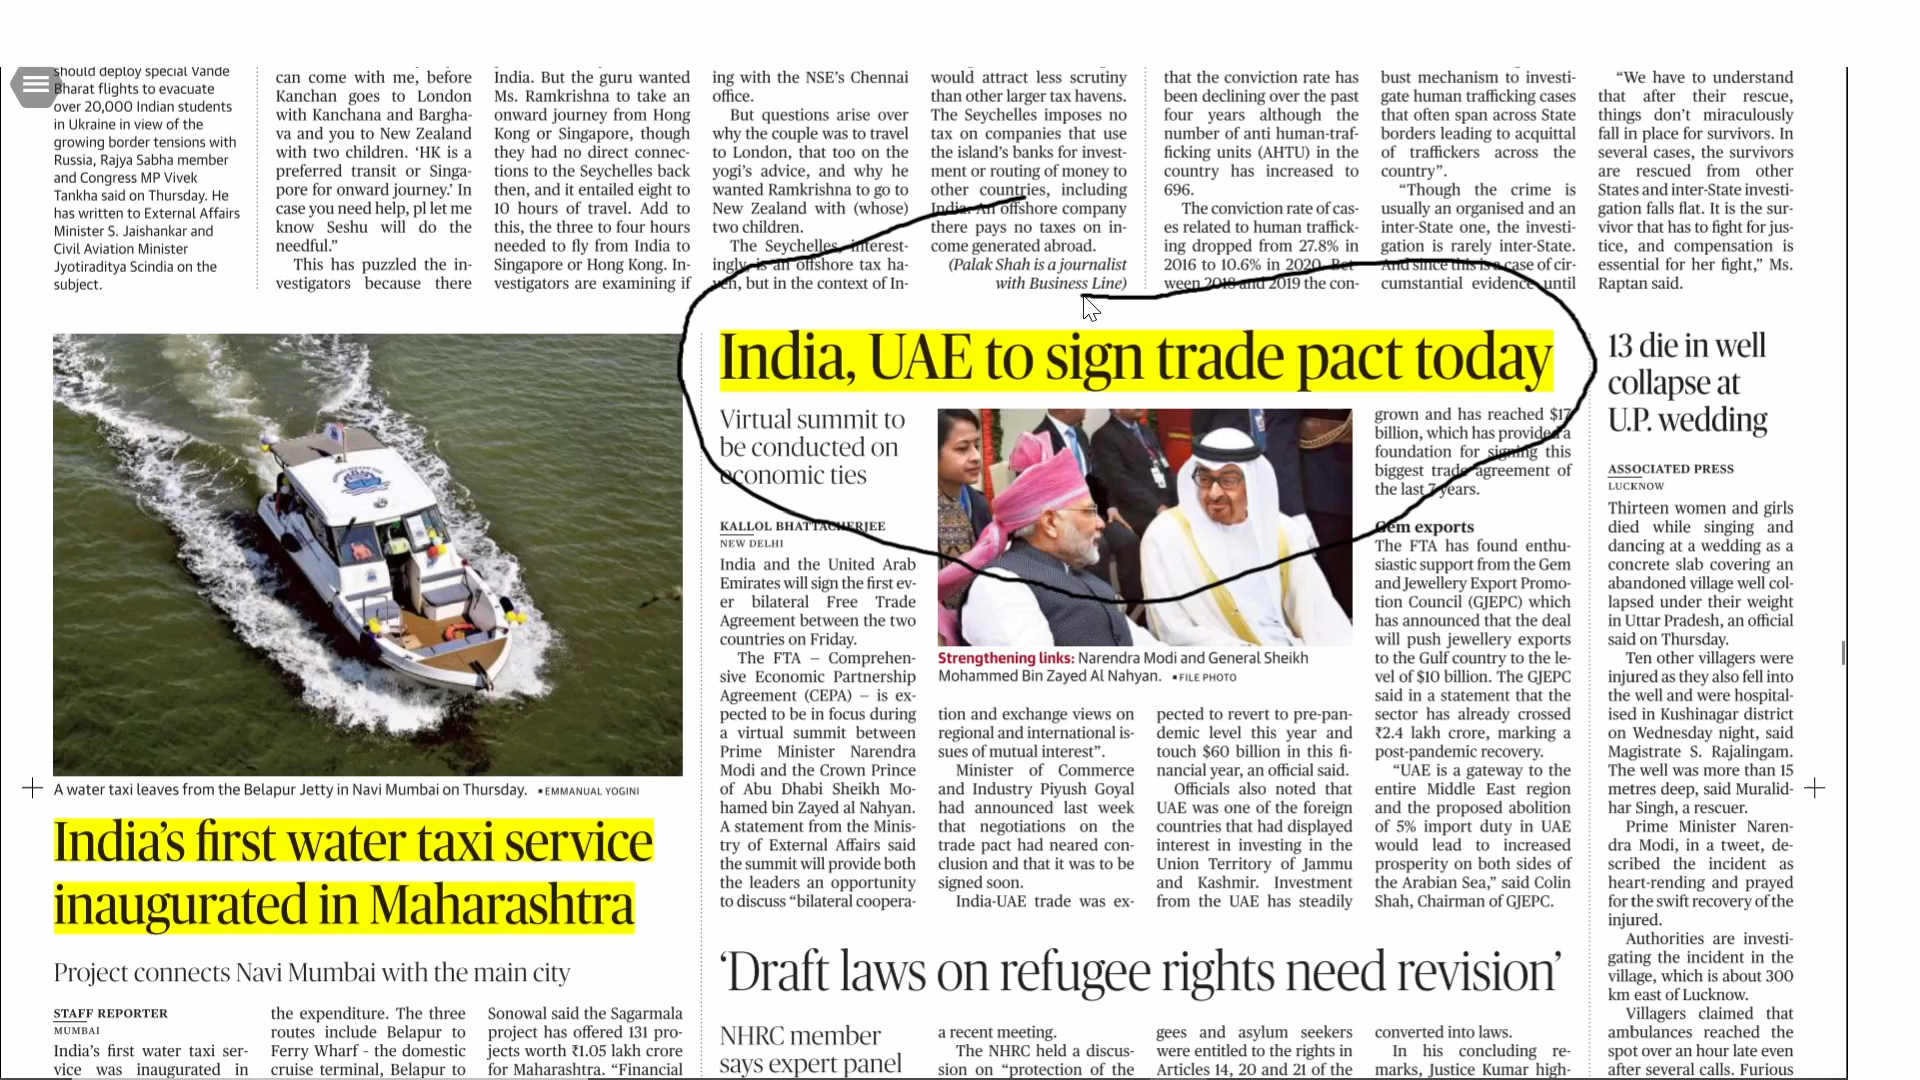 should deploy special Vande
Bharat flights to evacuate
over 20,000 Indian students
in Ukraine in view of the
growing border tensions with
Russia, Rajya Sabha member
and Congress MP Vivek
Tankha said on Thursday. He
has written to External Affairs
Minister S. Jaishankar and
Civil Aviation Minister
Jyotiraditya Scindia on the
subject.
can come with me, before
Kanchan goes to London
with Kanchana and Bargha-
va and you to New Zealand
with two children. ‘HK is a
preferred transit or Singa-
pore for onward journey.’ In
case you need help, pl let me
know Seshu will do the
needful.”
This has puzzled the in-
vestigators because there
India. But the guru wanted
Ms. Ramkrishna to take an
onward journey from Hong
Kong or Singapore, though
they had no direct connec-
tions to the Seychelles back
then, and it entailed eight to
10 hours of travel. Add to
this, the three to four hours
needed to fly from India to
Singapore or Hong Kong. In-
vestigators are examining if
ing with the NSE’s Chennai
office.
But questions arise over
why the couple was to travel
to London, that too on the
yogi’s advice, and why he
wanted Ramkrishna to go to
New Zealand with (whose)
two children.
The Seychelles, interest-
ingly, is an offshore tax ha-
ven, but in the context of In-
would attract less scrutiny
than other larger tax havens.
The Seychelles imposes no
tax on companies that use
the island’s banks for invest-
ment or routing of money to
other countries, including
India. An offshore company
there pays no taxes on in-
come generated abroad.
(Palak Shah is a journalist
with Business Line)
that the conviction rate has
been declining over the past
four years although the
number of anti human-traf-
ficking units (AHTU) in the
country has increased to
696.
The conviction rate of cas-
es related to human traffick-
ing dropped from 27.8% in
2016 to 10.6% in 2020. Bet-
ween 2018 and 2019 the con-
bust mechanism to investi-
gate human trafficking cases
that often span across State
borders leading to acquittal
of traffickers across the
country”.
“Though the crime is
usually an organised and an
inter-State one, the investi-
gation is rarely inter-State.
And since this is a case of cir-
cumstantial evidence until
“We have to understand
that after their rescue,
things don’t miraculously
fall in place for survivors. In
several cases, the survivors
are rescued from other
States and inter-State investi-
gation falls flat. It is the sur-
vivor that has to fight for jus-
tice, and compensation is
essential for her fight,” Ms.
Raptan said.
A water taxi leaves from the Belapur Jetty in Navi Mumbai on Thursday. ▪EMMANUAL YOGINI
India’s first water taxi service
inaugurated in Maharashtra
Project connects Navi Mumbai with the main city
STAFF REPORTER
MUMBAI
India’s first water taxi ser-
vice was inaugurated in
the expenditure. The three
routes include Belapur to
Ferry Wharf - the domestic
cruise terminal, Belapur to
Sonowal said the Sagarmala
project has offered 131 pro-
jects worth ₹1.05 lakh crore
for Maharashtra. “Financial
India, UAE to sign trade pact today
Virtual summit to
be conducted on
economic ties
KALLOL BHATTACHERJEE
NEW DELHI
India and the United Arab
Emirates will sign the first ev-
er bilateral Free Trade
Agreement between the two
countries on Friday.
The FTA – Comprehen-
sive Economic Partnership
Agreement (CEPA) – is ex-
pected to be in focus during
a virtual summit between
Prime Minister Narendra
Modi and the Crown Prince
of Abu Dhabi Sheikh Mo-
hamed bin Zayed al Nahyan.
A statement from the Minis-
try of External Affairs said
the summit will provide both
the leaders an opportunity
to discuss “bilateral coopera-
Strengthening links: Narendra Modi and General Sheikh
Mohammed Bin Zayed Al Nahyan. ▪FILE PHOTO
tion and exchange views on
regional and international is-
sues of mutual interest”.
Minister of Commerce
and Industry Piyush Goyal
had announced last week
that negotiations on the
trade pact had neared con-
clusion and that it was to be
signed soon.
India-UAE trade was ex-
pected to revert to pre-pan-
demic level this year and
touch $60 billion in this fi-
nancial year, an official said.
Officials also noted that
UAE was one of the foreign
countries that had displayed
interest in investing in the
Union Territory of Jammu
and Kashmir. Investment
from the UAE has steadily
grown and has reached $17
billion, which has provided a
foundation for signing this
biggest trade agreement of
the last 7 years.
Gem exports
The FTA has found enthu-
siastic support from the Gem
and Jewellery Export Promo-
tion Council (GJEPC) which
has announced that the deal
will push jewellery exports
to the Gulf country to the le-
vel of $10 billion. The GJEPC
said in a statement that the
sector has already crossed
₹2.4 lakh crore, marking a
post-pandemic recovery.
“UAE is a gateway to the
entire Middle East region
and the proposed abolition
of 5% import duty in UAE
would lead to increased
prosperity on both sides of
the Arabian Sea,” said Colin
Shah, Chairman of GJEPC.
‘Draft laws on refugee rights need revision’
NHRC member
says expert panel
a recent meeting.
The NHRC held a discus-
sion on “protection of the
gees and asylum seekers
were entitled to the rights in
Articles 14, 20 and 21 of the
converted into laws.
In his concluding re-
marks, Justice Kumar high-
13 die in well
collapse at
U.P. wedding
ASSOCIATED PRESS
LUCKNOW
Thirteen women and girls
died while singing and
dancing at a wedding as a
concrete slab covering an
abandoned village well col-
lapsed under their weight
in Uttar Pradesh, an official
said on Thursday.
Ten other villagers were
injured as they also fell into
the well and were hospital-
ised in Kushinagar district
on Wednesday night, said
Magistrate S. Rajalingam.
The well was more than 15
metres deep, said Muralid-
har Singh, a rescuer.
Prime Minister Naren-
dra Modi, in a tweet, de-
scribed the incident as
heart-rending and prayed
for the swift recovery of the
injured.
Authorities are investi-
gating the incident in the
village, which is about 300
km east of Lucknow.
Villagers claimed that
ambulances reached the
spot over an hour late even
after several calls. Furious